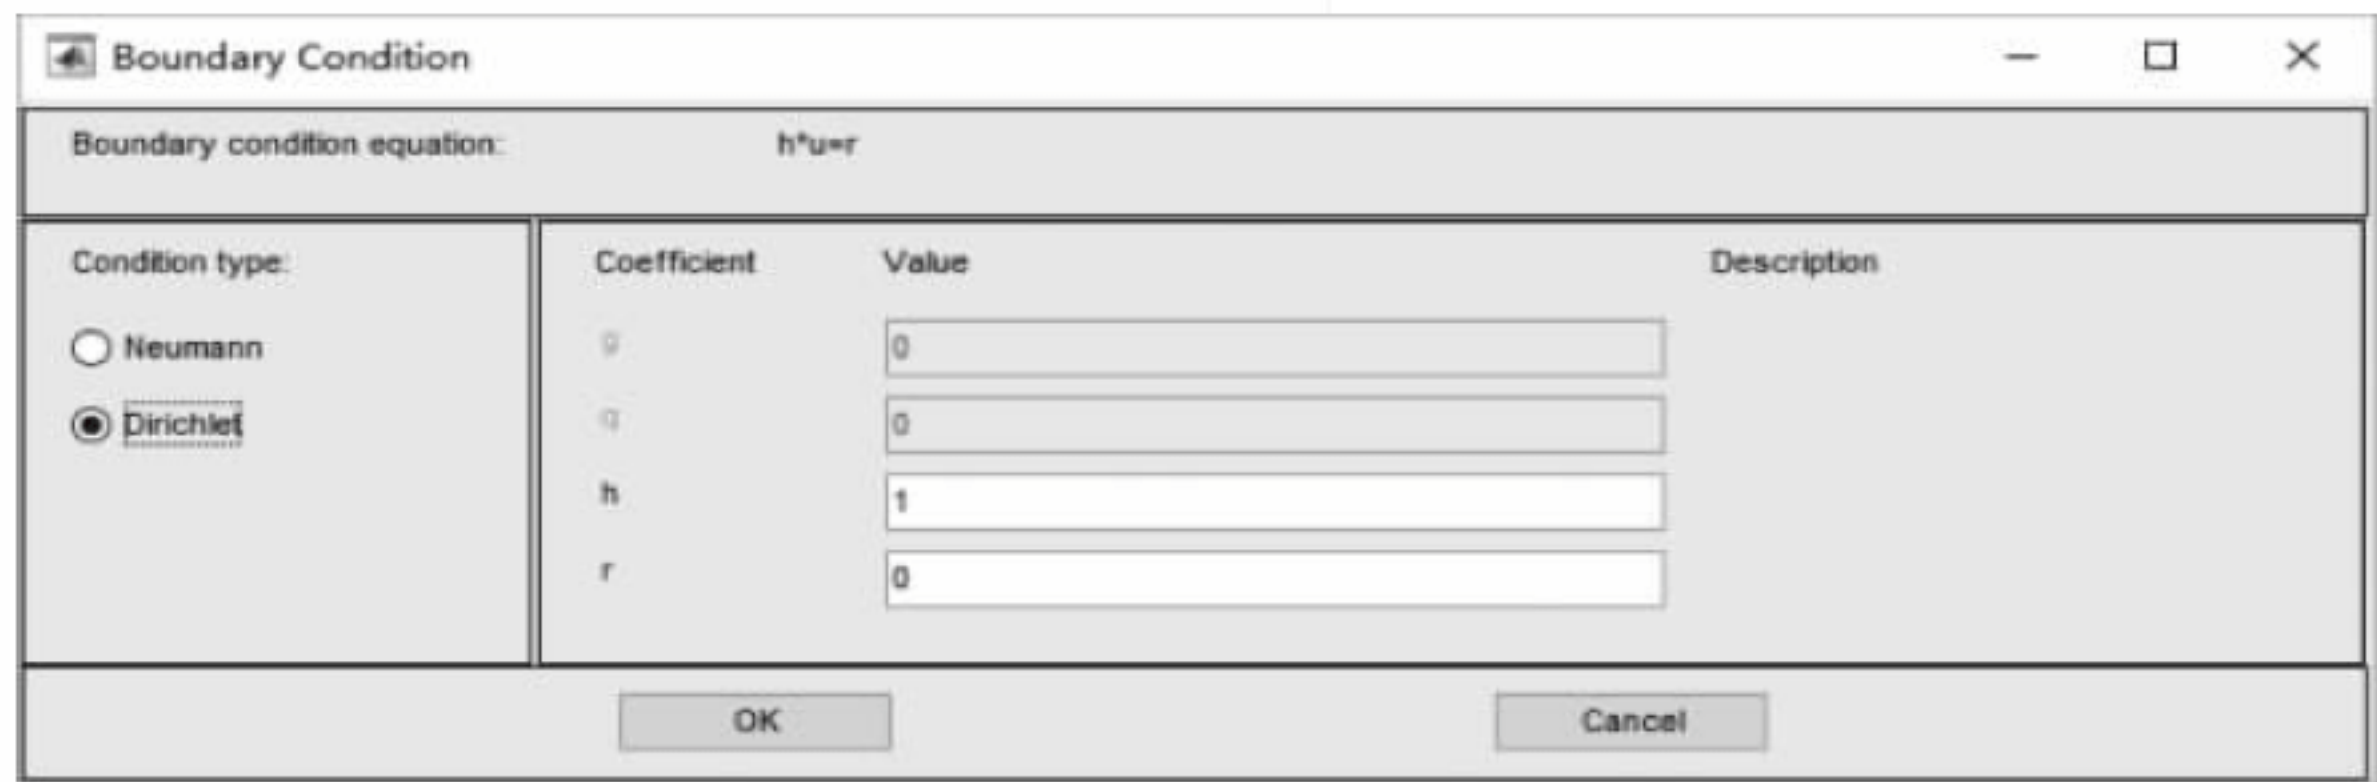 Boundary Condition
Boundary condition equation: h*u=r
Condition type: Coefficient Value Description
Neumann g 0
Dirichlet q 0
h 1
r 0
OK Cancel